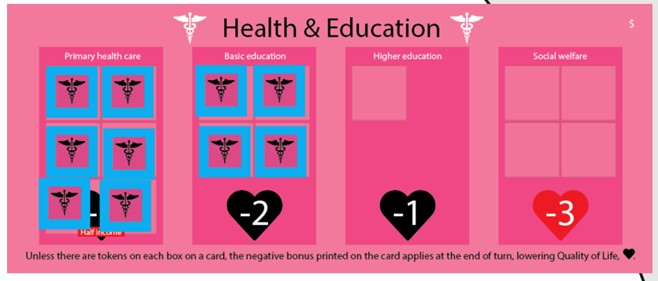 Health & Education
$
Primary health care
Basic education
Higher education
Social welfare
-2
-1
-3
Half income
Unless there are tokens on each box on a card, the negative bonus printed on the card applies at the end of turn, lowering Quality of Life, ♥.